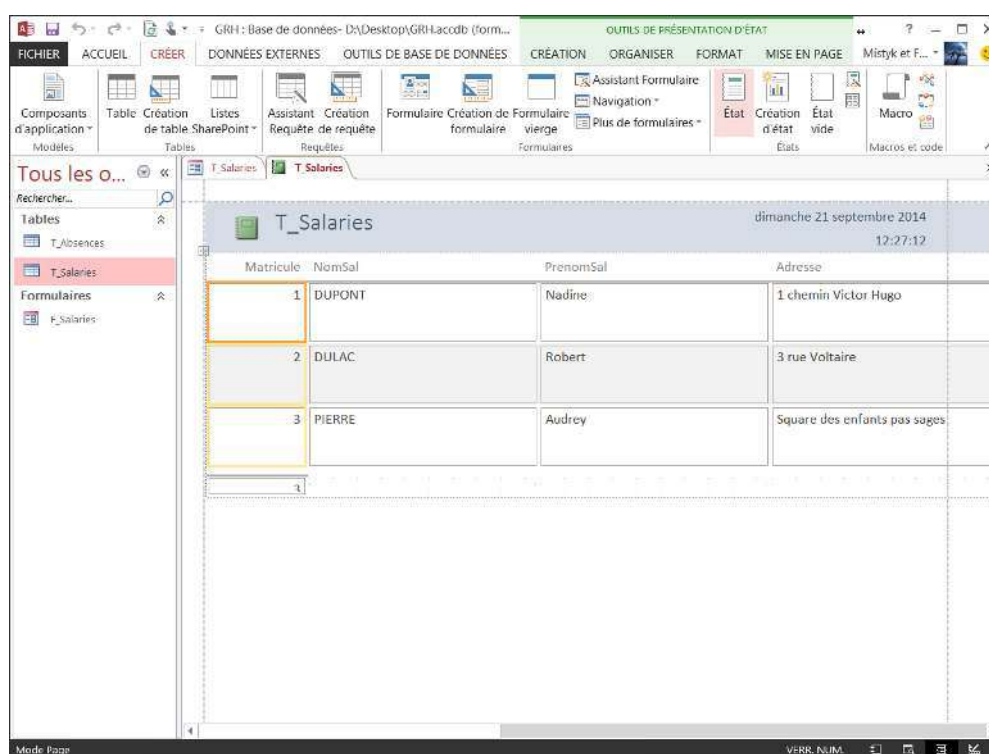 GRH : Base de données- D:\Desktop\GRH.accdb (form...
OUTILS DE PRÉSENTATION D'ÉTAT
?
FICHIER ACCUEIL CRÉER DONNÉES EXTERNES OUTILS DE BASE DE DONNÉES CRÉATION ORGANISER FORMAT MISE EN PAGE Mistyk et F...
Composants d'application
Table
Création de table
Listes SharePoint
Assistant Requête
Création de requête
Formulaire
Création de formulaire
Formulaire vierge
Assistant Formulaire
Navigation
Plus de formulaires
État
Création d'état
État vide
Macro
Modèles Tables Requêtes Formulaires États Macros et code
Tous les o...
Rechercher...
Tables
T_Absences
T_Salaries
Formulaires
F_Salaries
T_Salaries T_Salaries
T_Salaries
dimanche 21 septembre 2014
12:27:12
Matricule NomSal PrenomSal Adresse
1 DUPONT Nadine 1 chemin Victor Hugo
2 DULAC Robert 3 rue Voltaire
3 PIERRE Audrey Square des enfants pas sages
3
Mode Page
VERR. NUM.